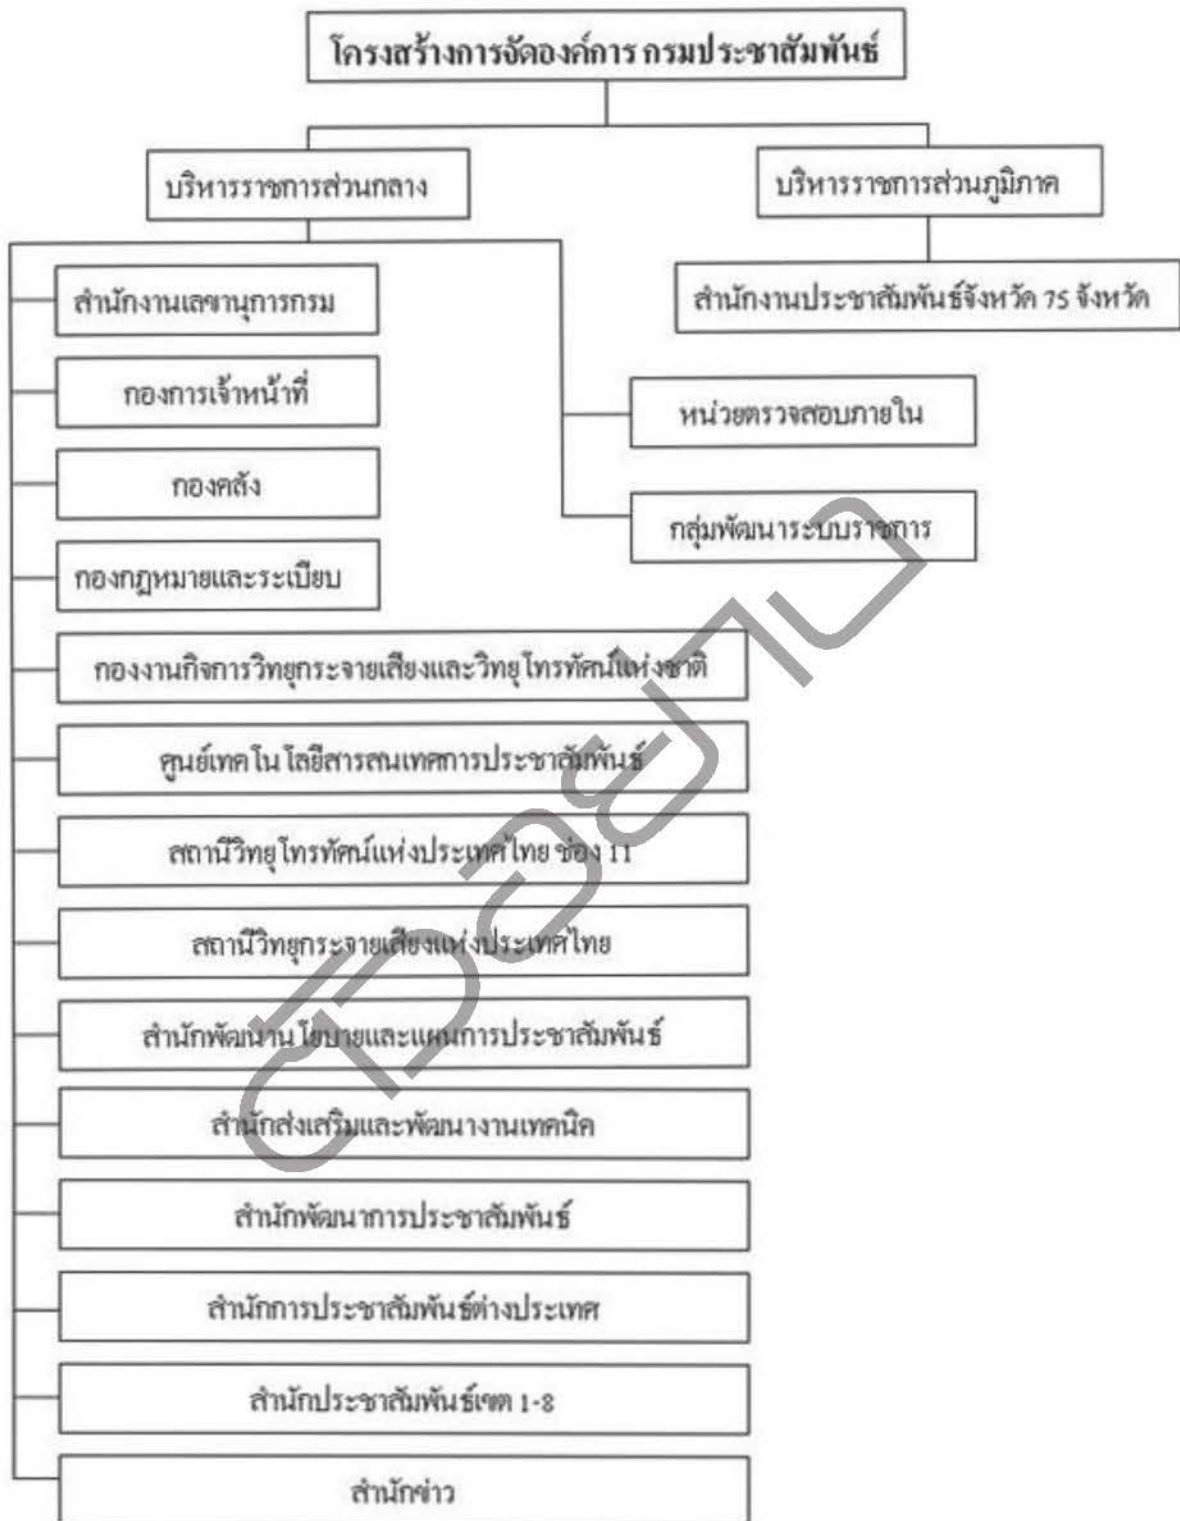 โครงสร้างการจัดองค์การ กรมประชาสัมพันธ์
บริหารราชการส่วนกลาง
บริหารราชการส่วนภูมิภาค
สำนักงานเลขานุการกรม
สำนักงานประชาสัมพันธ์จังหวัด 75 จังหวัด
กองการเจ้าหน้าที่
หน่วยตรวจสอบภายใน
กองคลัง
กลุ่มพัฒนาระบบราชการ
กองกฎหมายและระเบียบ
กองงานกิจการวิทยุกระจายเสียงและวิทยุโทรทัศน์แห่งชาติ
ศูนย์เทคโนโลยีสารสนเทศการประชาสัมพันธ์
สถานีวิทยุโทรทัศน์แห่งประเทศไทย ช่อง 11
สถานีวิทยุกระจายเสียงแห่งประเทศไทย
สำนักพัฒนานโยบายและแผนการประชาสัมพันธ์
สำนักส่งเสริมและพัฒนางานเทคนิค
สำนักพัฒนาการประชาสัมพันธ์
สำนักการประชาสัมพันธ์ต่างประเทศ
สำนักประชาสัมพันธ์เขต 1-8
สำนักข่าว
ตัวอย่าง